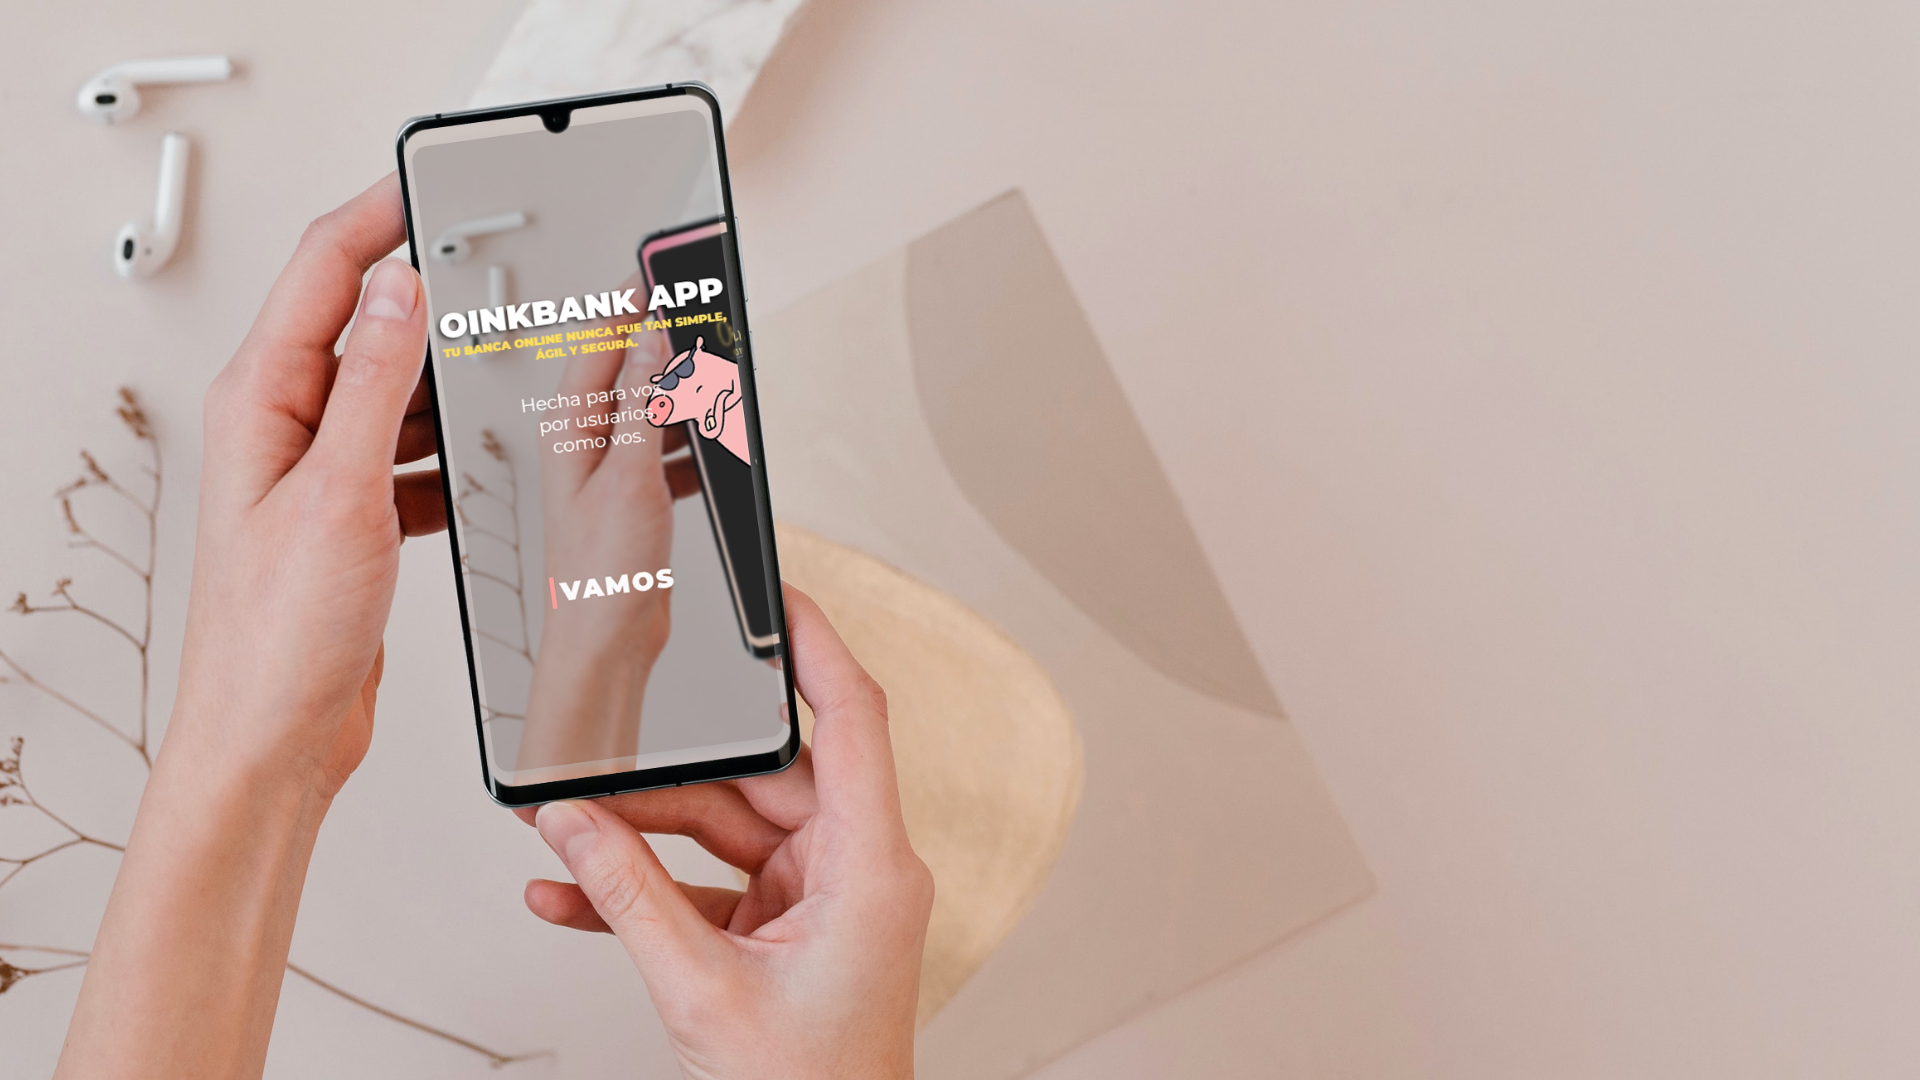 OINKBANK APP
TU BANCA ONLINE NUNCA FUE TAN SIMPLE,
ÁGIL Y SEGURA.
Hecha para vos,
por usuarios
como vos.
VAMOS